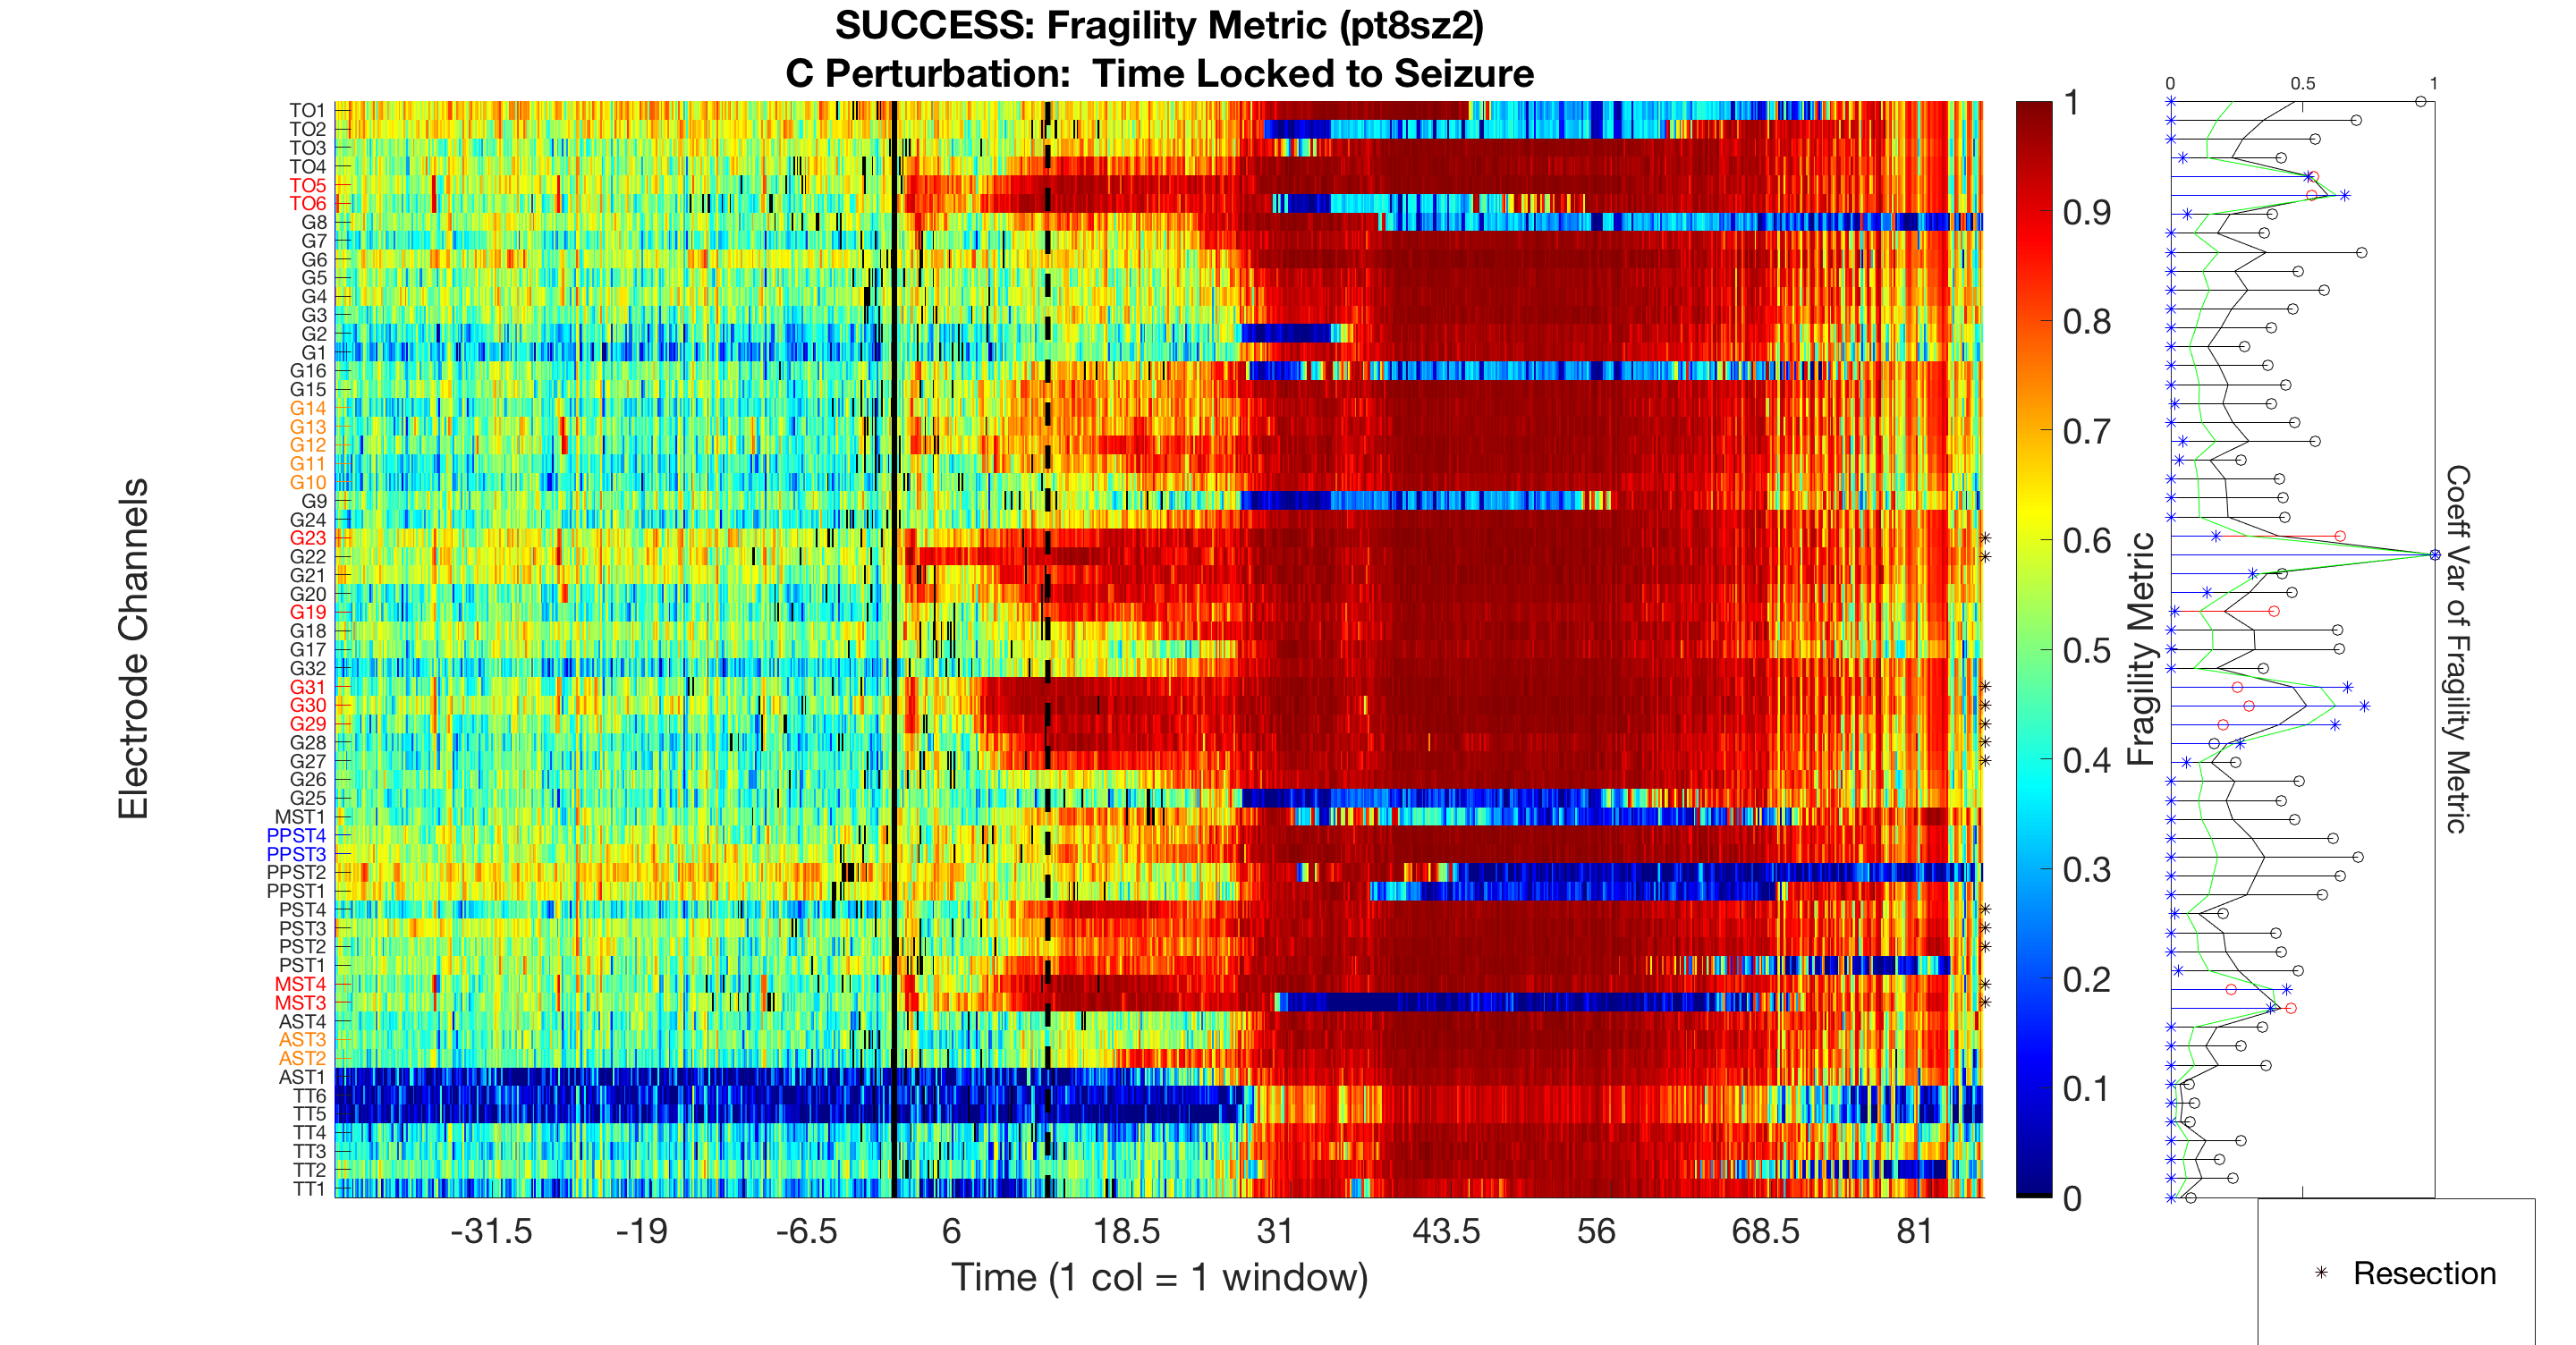 SUCCESS: Fragility Metric (pt8sz2)
C Perturbation:  Time Locked to Seizure
Electrode Channels
TO1
TO2
TO3
TO4
TO5
TO6
G8
G7
G6
G5
G4
G3
G2
G1
G16
G15
G14
G13
G12
G11
G10
G9
G24
G23
G22
G21
G20
G19
G18
G17
G32
G31
G30
G29
G28
G27
G26
G25
MST1
PPST4
PPST3
PPST2
PPST1
PST4
PST3
PST2
PST1
MST4
MST3
AST4
AST3
AST2
AST1
TT6
TT5
TT4
TT3
TT2
TT1
-31.5 -19 -6.5 6 18.5 31 43.5 56 68.5 81
Time (1 col = 1 window)
1
0.9
0.8
0.7
0.6
0.5
0.4
0.3
0.2
0.1
0
Fragility Metric
0 0.5 1
Coeff Var of Fragility Metric
* Resection